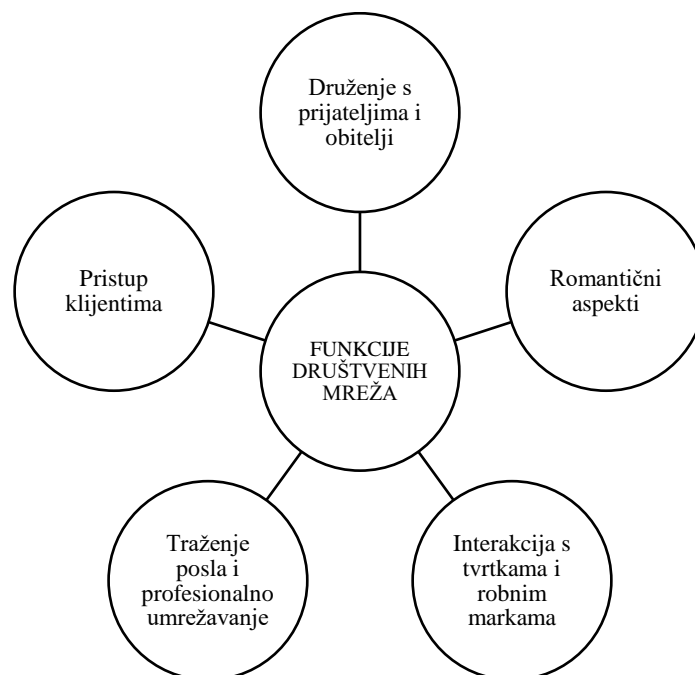 Druženje s
prijateljima i
obitelji
Pristup
klijentima
Romantični
aspekti
FUNKCIJE
DRUŠTVENIH
MREŽA
Traženje
posla i
profesionalno
umrežavanje
Interakcija s
tvrtkama i
robnim
markama